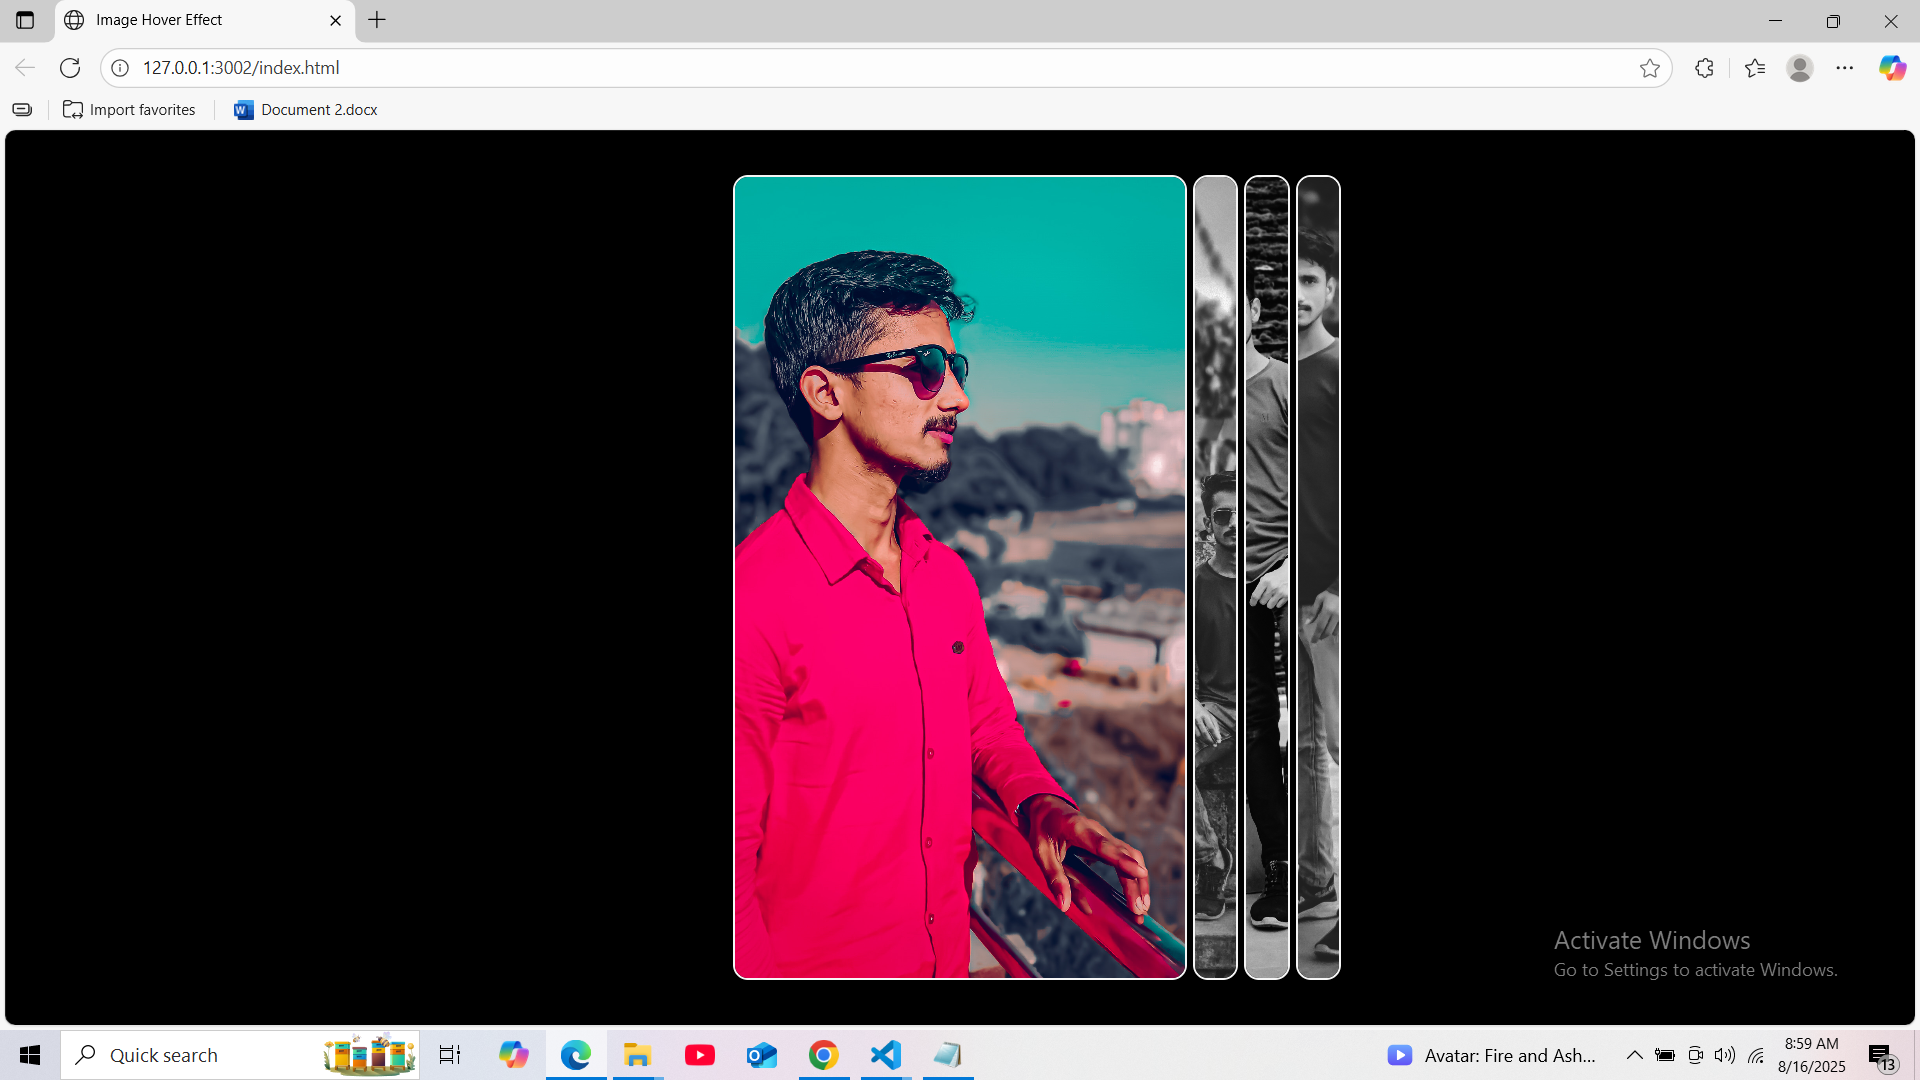 Image Hover Effect
127.0.0.1:3002/index.html
Import favorites
Document 2.docx
Activate Windows
Go to Settings to activate Windows.
Quick search
Avatar: Fire and Ash...
8:59 AM
8/16/2025
13